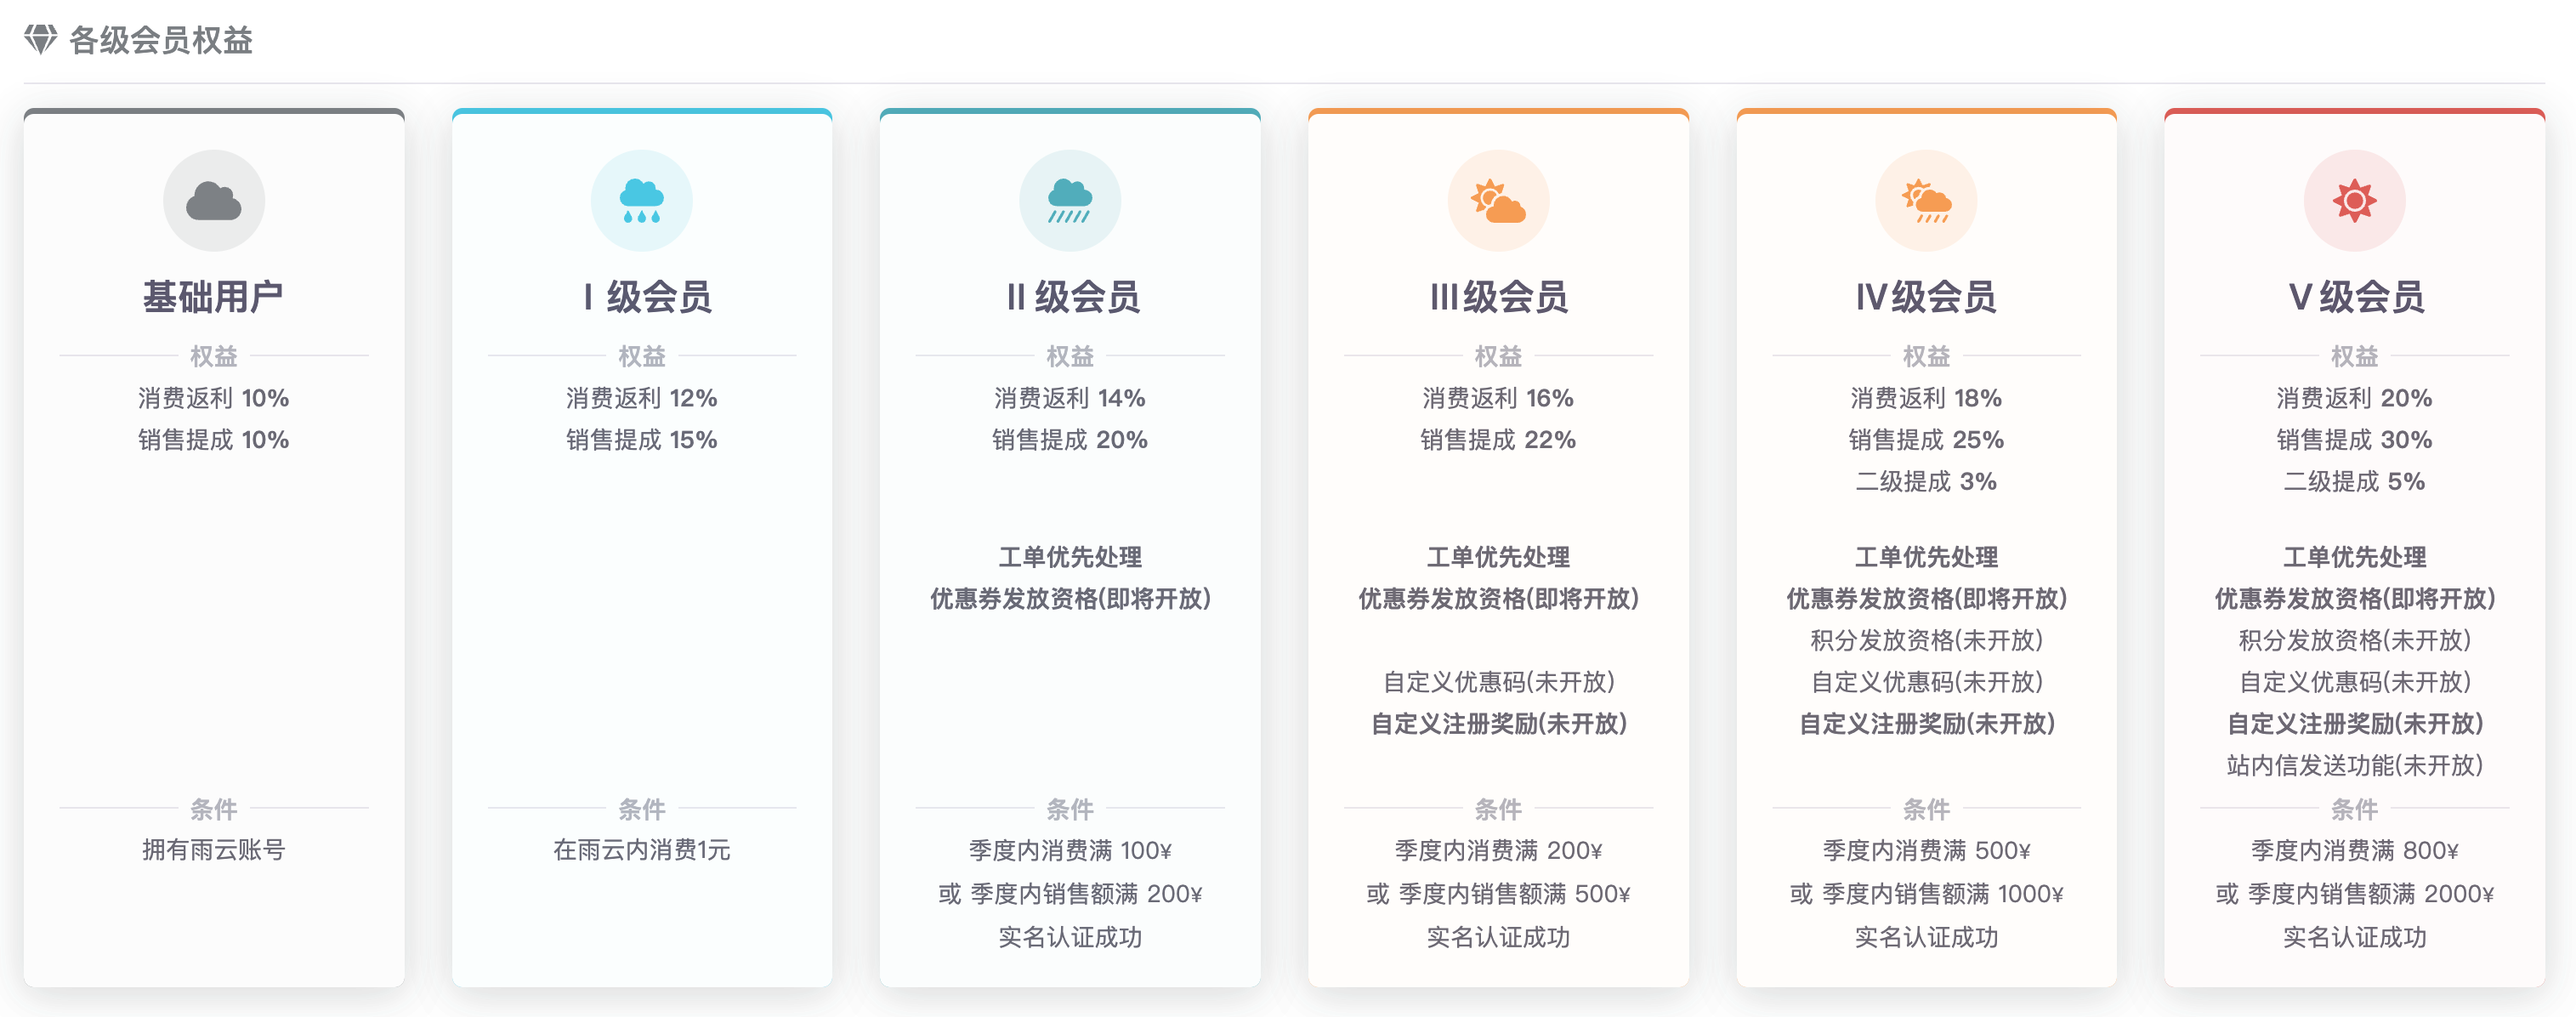 各级会员权益
基础用户
权益
消费返利 10%
销售提成 10%
条件
拥有雨云账号
Ⅰ 级会员
权益
消费返利 12%
销售提成 15%
条件
在雨云内消费1元
Ⅱ 级会员
权益
消费返利 14%
销售提成 20%
工单优先处理
优惠券发放资格(即将开放)
条件
季度内消费满 100¥
或 季度内销售额满 200¥
实名认证成功
Ⅲ级会员
权益
消费返利 16%
销售提成 22%
工单优先处理
优惠券发放资格(即将开放)
自定义优惠码(未开放)
自定义注册奖励(未开放)
条件
季度内消费满 200¥
或 季度内销售额满 500¥
实名认证成功
Ⅳ级会员
权益
消费返利 18%
销售提成 25%
二级提成 3%
工单优先处理
优惠券发放资格(即将开放)
积分发放资格(未开放)
自定义优惠码(未开放)
自定义注册奖励(未开放)
条件
季度内消费满 500¥
或 季度内销售额满 1000¥
实名认证成功
Ⅴ 级会员
权益
消费返利 20%
销售提成 30%
二级提成 5%
工单优先处理
优惠券发放资格(即将开放)
积分发放资格(未开放)
自定义优惠码(未开放)
自定义注册奖励(未开放)
站内信发送功能(未开放)
条件
季度内消费满 800¥
或 季度内销售额满 2000¥
实名认证成功